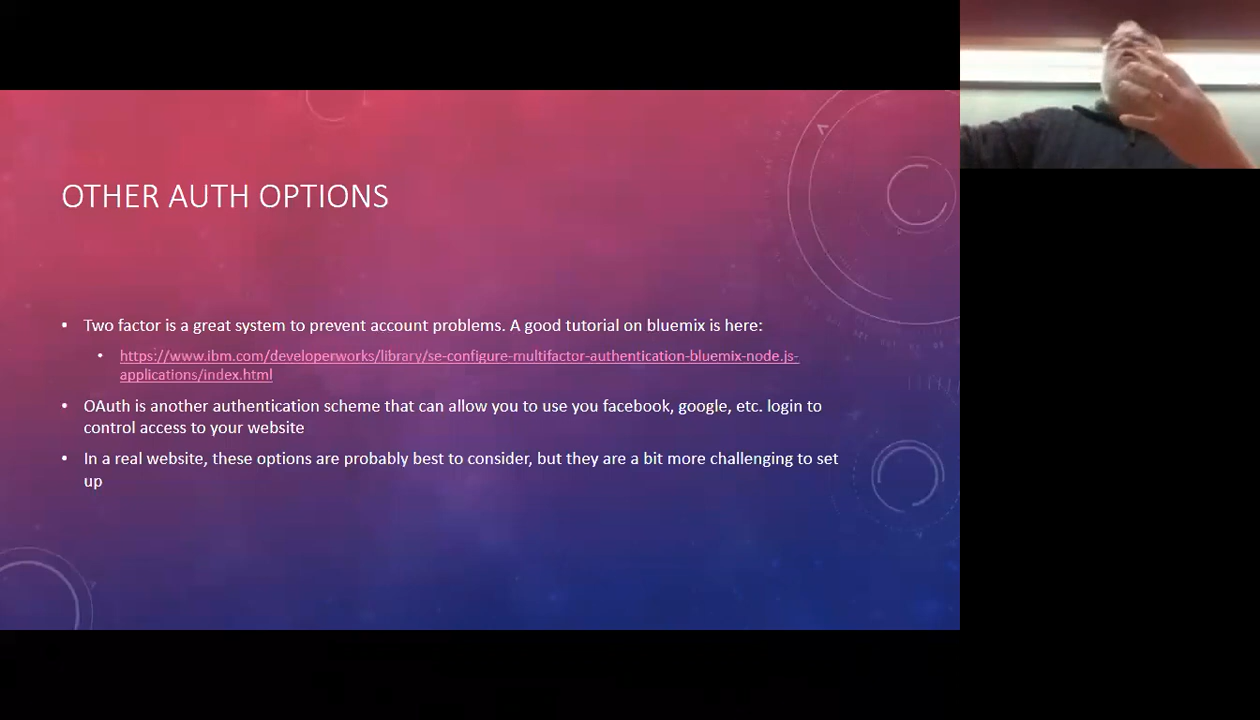 OTHER AUTH OPTIONS
• Two factor is a great system to prevent account problems. A good tutorial on bluemix is here:
• https://www.ibm.com/developerworks/library/se-configure-multifactor-authentication-bluemix-node.js-
applications/index.html
• OAuth is another authentication scheme that can allow you to use you facebook, google, etc. login to
control access to your website
• In a real website, these options are probably best to consider, but they are a bit more challenging to set
up